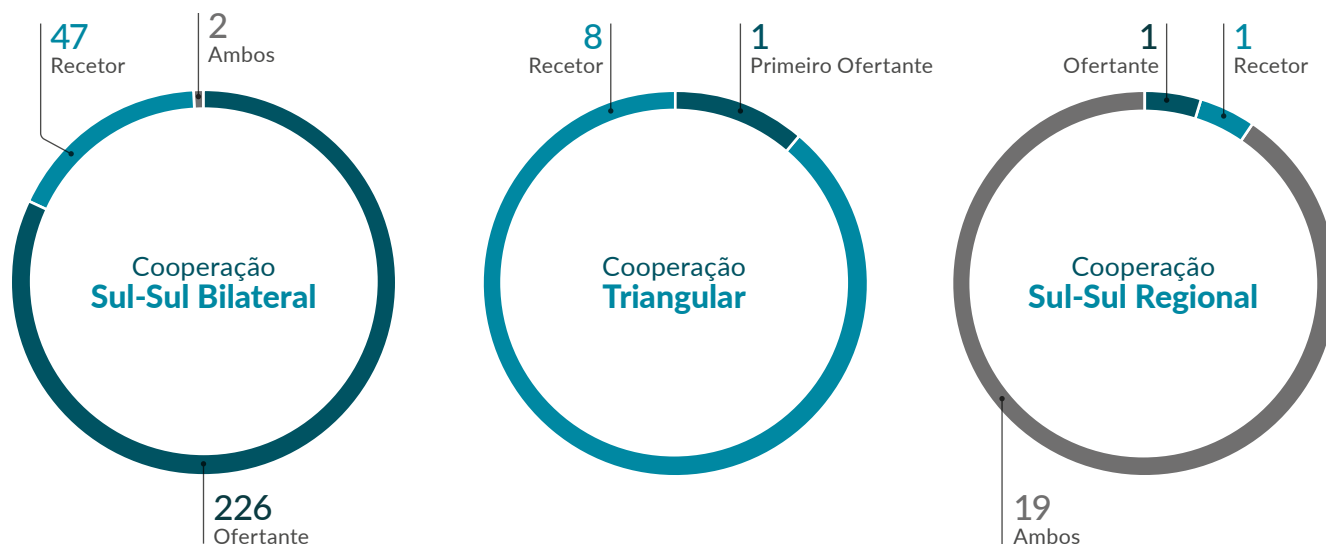 47
Recetor
2
Ambos
Cooperação
Sul-Sul Bilateral
226
Ofertante
8
Recetor
1
Primeiro Ofertante
Cooperação
Triangular
1
Ofertante
1
Recetor
Cooperação
Sul-Sul Regional
19
Ambos